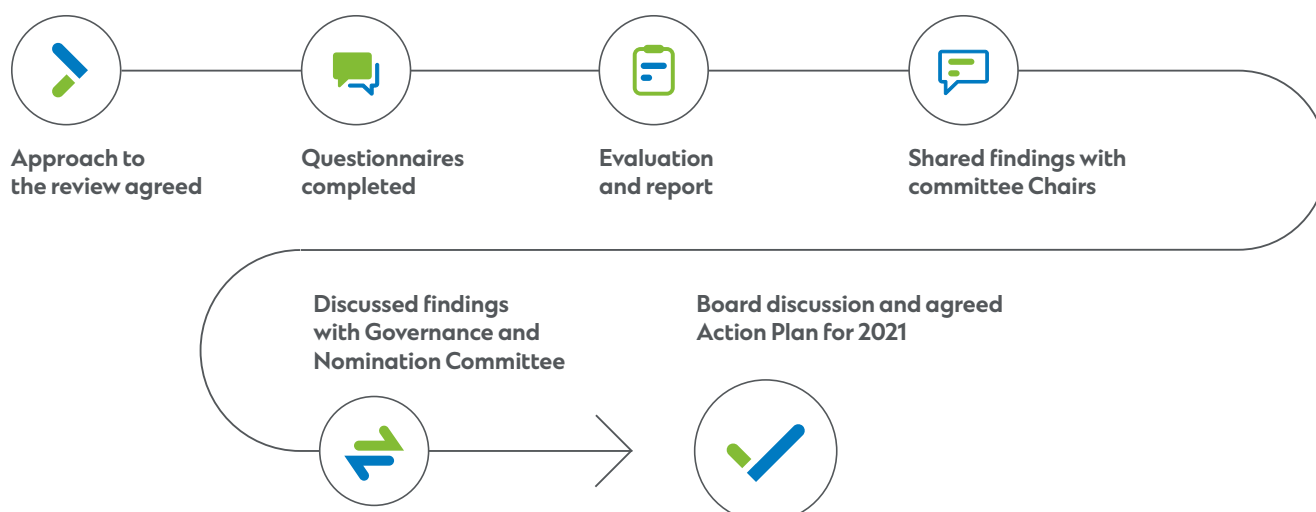 Approach to
the review agreed
Questionnaires
completed
Evaluation
and report
Shared findings with
committee Chairs
Discussed findings
with Governance and
Nomination Committee
Board discussion and agreed
Action Plan for 2021